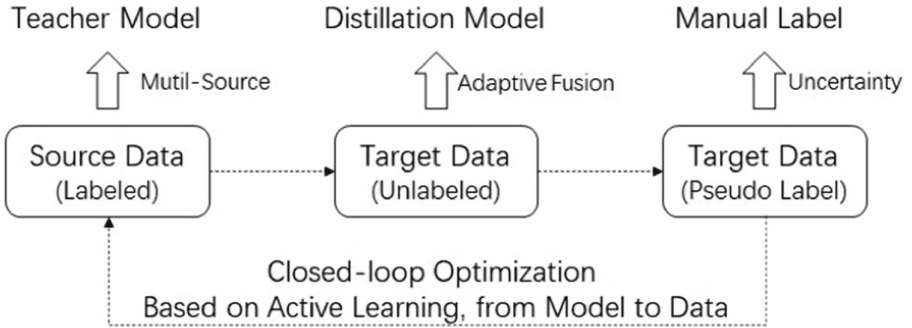 Teacher Model
Distillation Model
Manual Label
Mutil-Source
Adaptive Fusion
Uncertainty
Source Data
(Labeled)
Target Data
(Unlabeled)
Target Data
(Pseudo Label)
Closed-loop Optimization
Based on Active Learning, from Model to Data